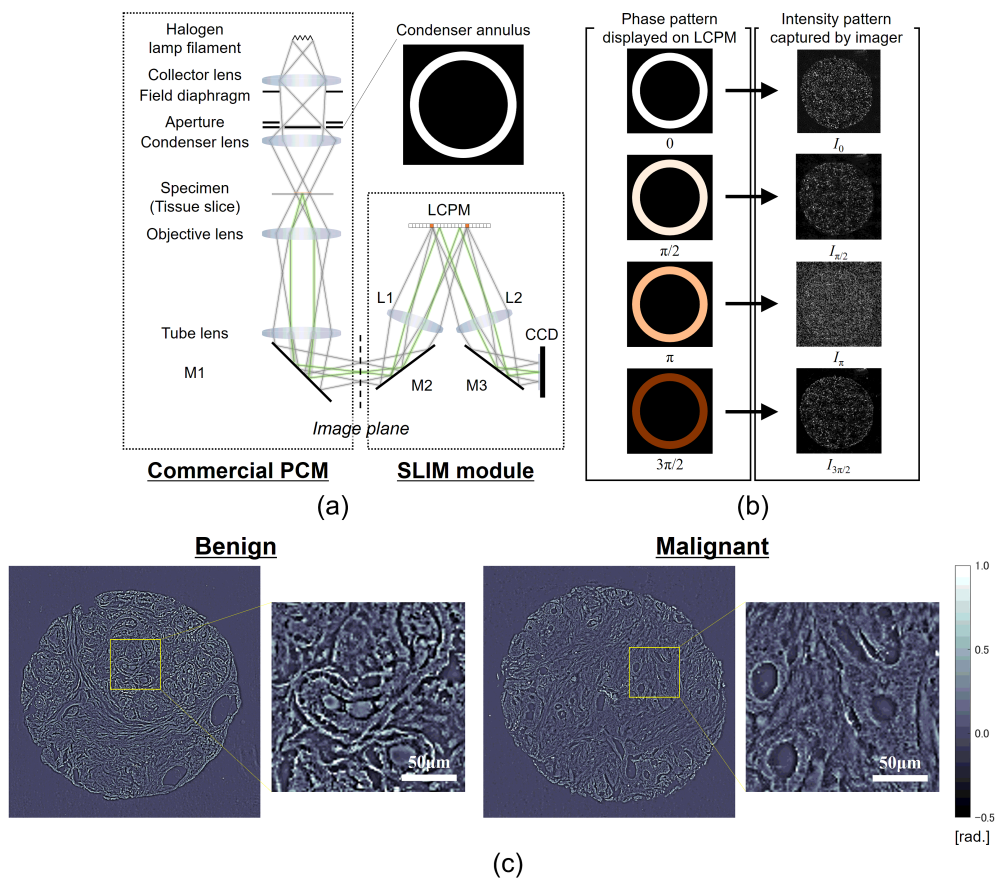 Halogen
lamp filament
Collector lens
Field diaphragm
Aperture
Condenser lens
Specimen
(Tissue slice)
Objective lens
Tube lens
M1
Image plane
Commercial PCM
Condenser annulus
LCPM
L1
L2
CCD
M2
M3
SLIM module
(a)
Phase pattern
displayed on LCPM
Intensity pattern
captured by imager
0
I0
π/2
Iπ/2
π
Iπ
3π/2
I3π/2
(b)
Benign
Malignant
50μm
50μm
1.0
0.5
0.0
−0.5
[rad.]
(c)